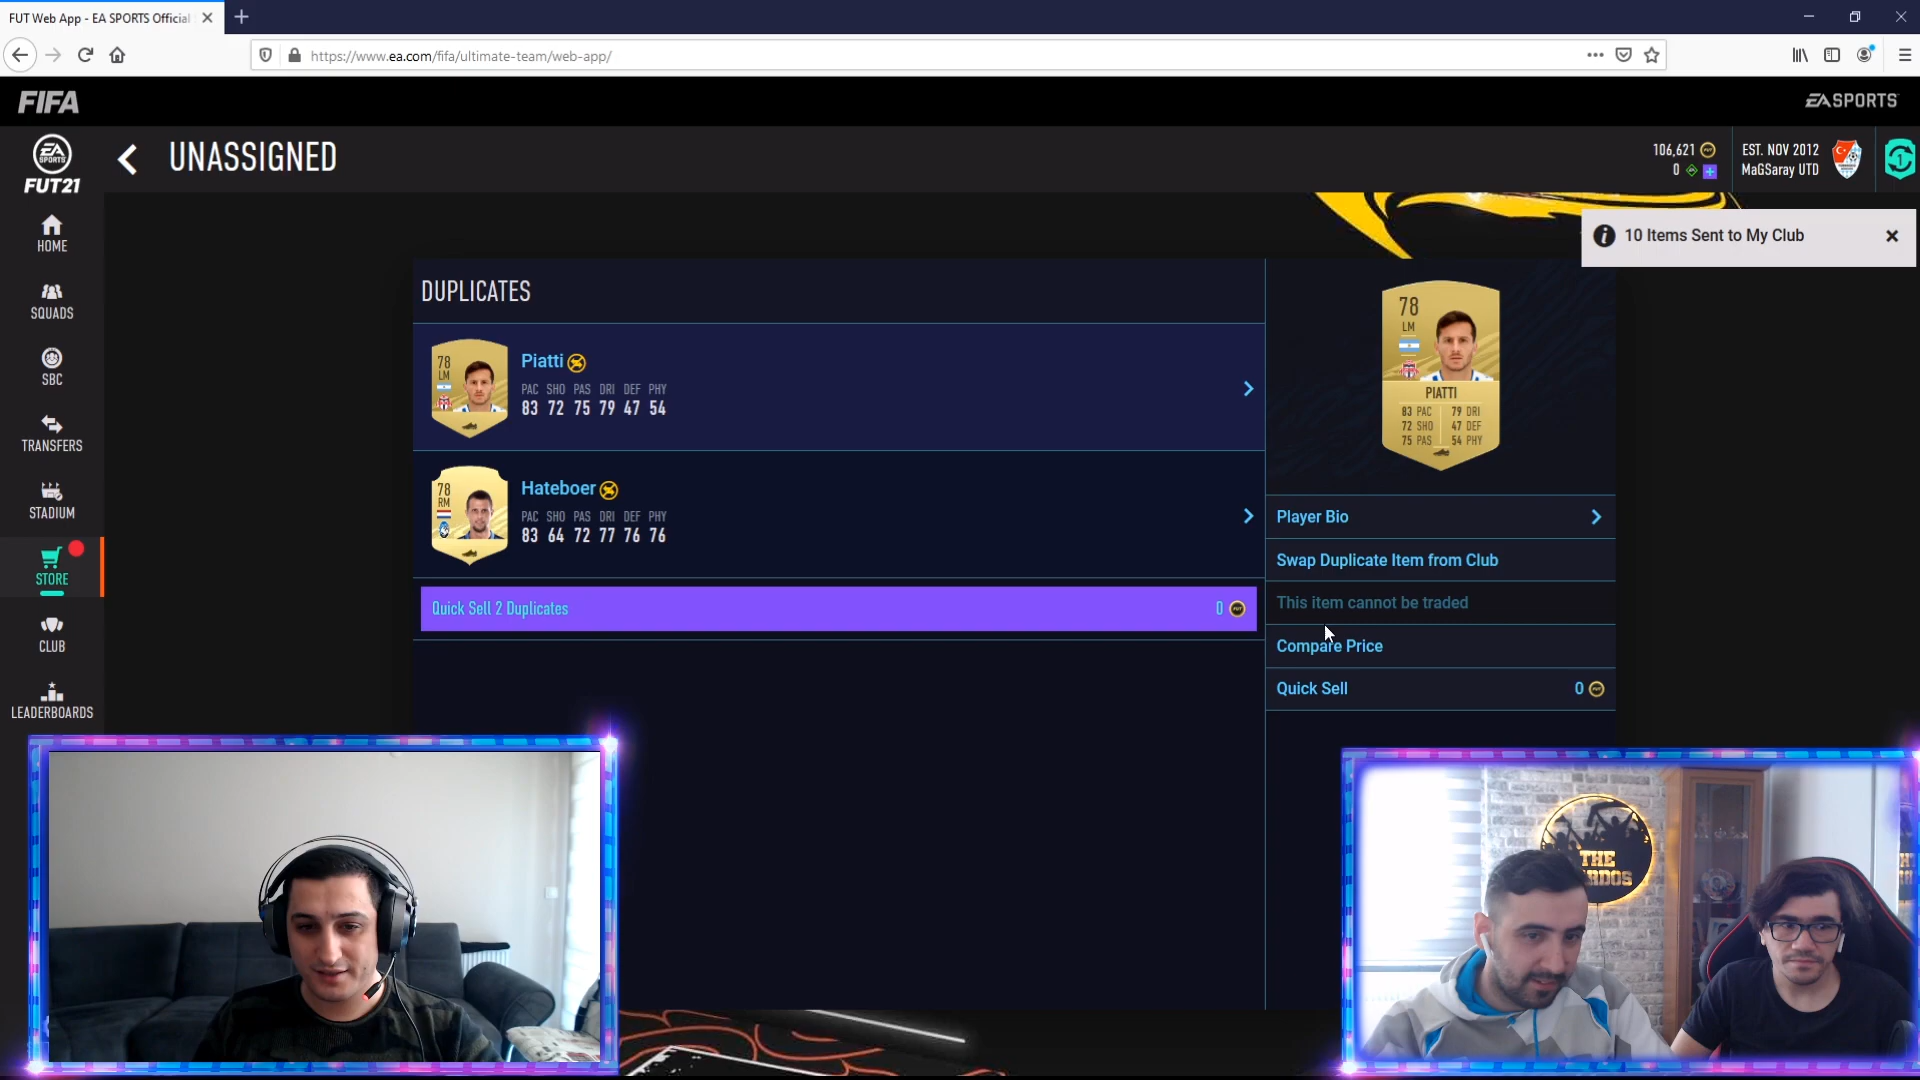 FUT Web App - EA SPORTS Official
https://www.ea.com/fifa/ultimate-team/web-app/
FIFA
EA SPORTS
EA SPORTS
FUT21
UNASSIGNED
106,621
0
EST. NOV 2012
MaGSaray UTD
1
HOME
SQUADS
SBC
TRANSFERS
STADIUM
STORE
CLUB
LEADERBOARDS
10 Items Sent to My Club
DUPLICATES
78
LM
Piatti
PAC SHO PAS DRI DEF PHY
83 72 75 79 47 54
78
RM
Hateboer
PAC SHO PAS DRI DEF PHY
83 64 72 77 76 76
Quick Sell 2 Duplicates 0
78
LM
PIATTI
83 PAC 79 DRI
72 SHO 47 DEF
75 PAS 54 PHY
Player Bio
Swap Duplicate Item from Club
This item cannot be traded
Compare Price
Quick Sell 0
THE